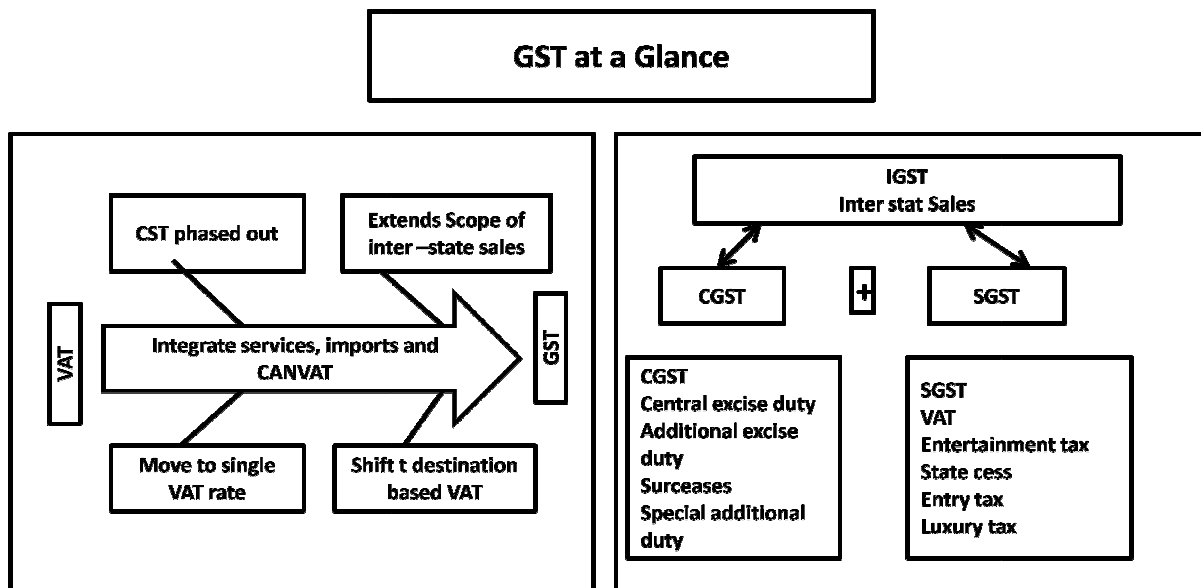 GST at a Glance
CST phased out
Extends Scope of
inter –state sales
VAT
Integrate services, imports and
CANVAT
GST
Move to single
VAT rate
Shift t destination
based VAT
IGST
Inter stat Sales
CGST
+
SGST
CGST
Central excise duty
Additional excise
duty
Surceases
Special additional
duty
SGST
VAT
Entertainment tax
State cess
Entry tax
Luxury tax